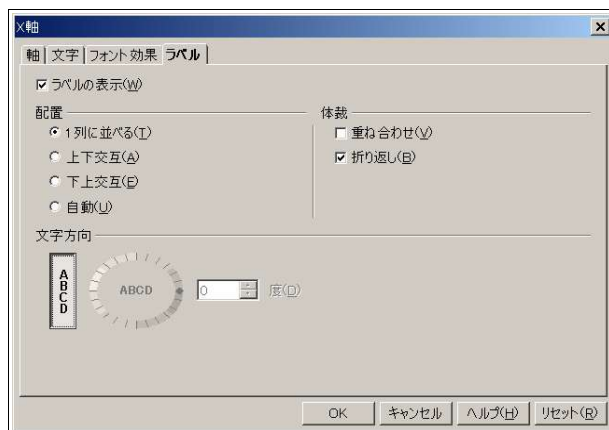 X軸
軸 文字 フォント効果 ラベル
ラベルの表示(W)
配置
1列に並べる(T)
上下交互(A)
下上交互(E)
自動(U)
体裁
重ね合わせ(V)
折り返し(B)
文字方向
ABCD
ABCD
0 度(D)
OK キャンセル ヘルプ(H) リセット(R)